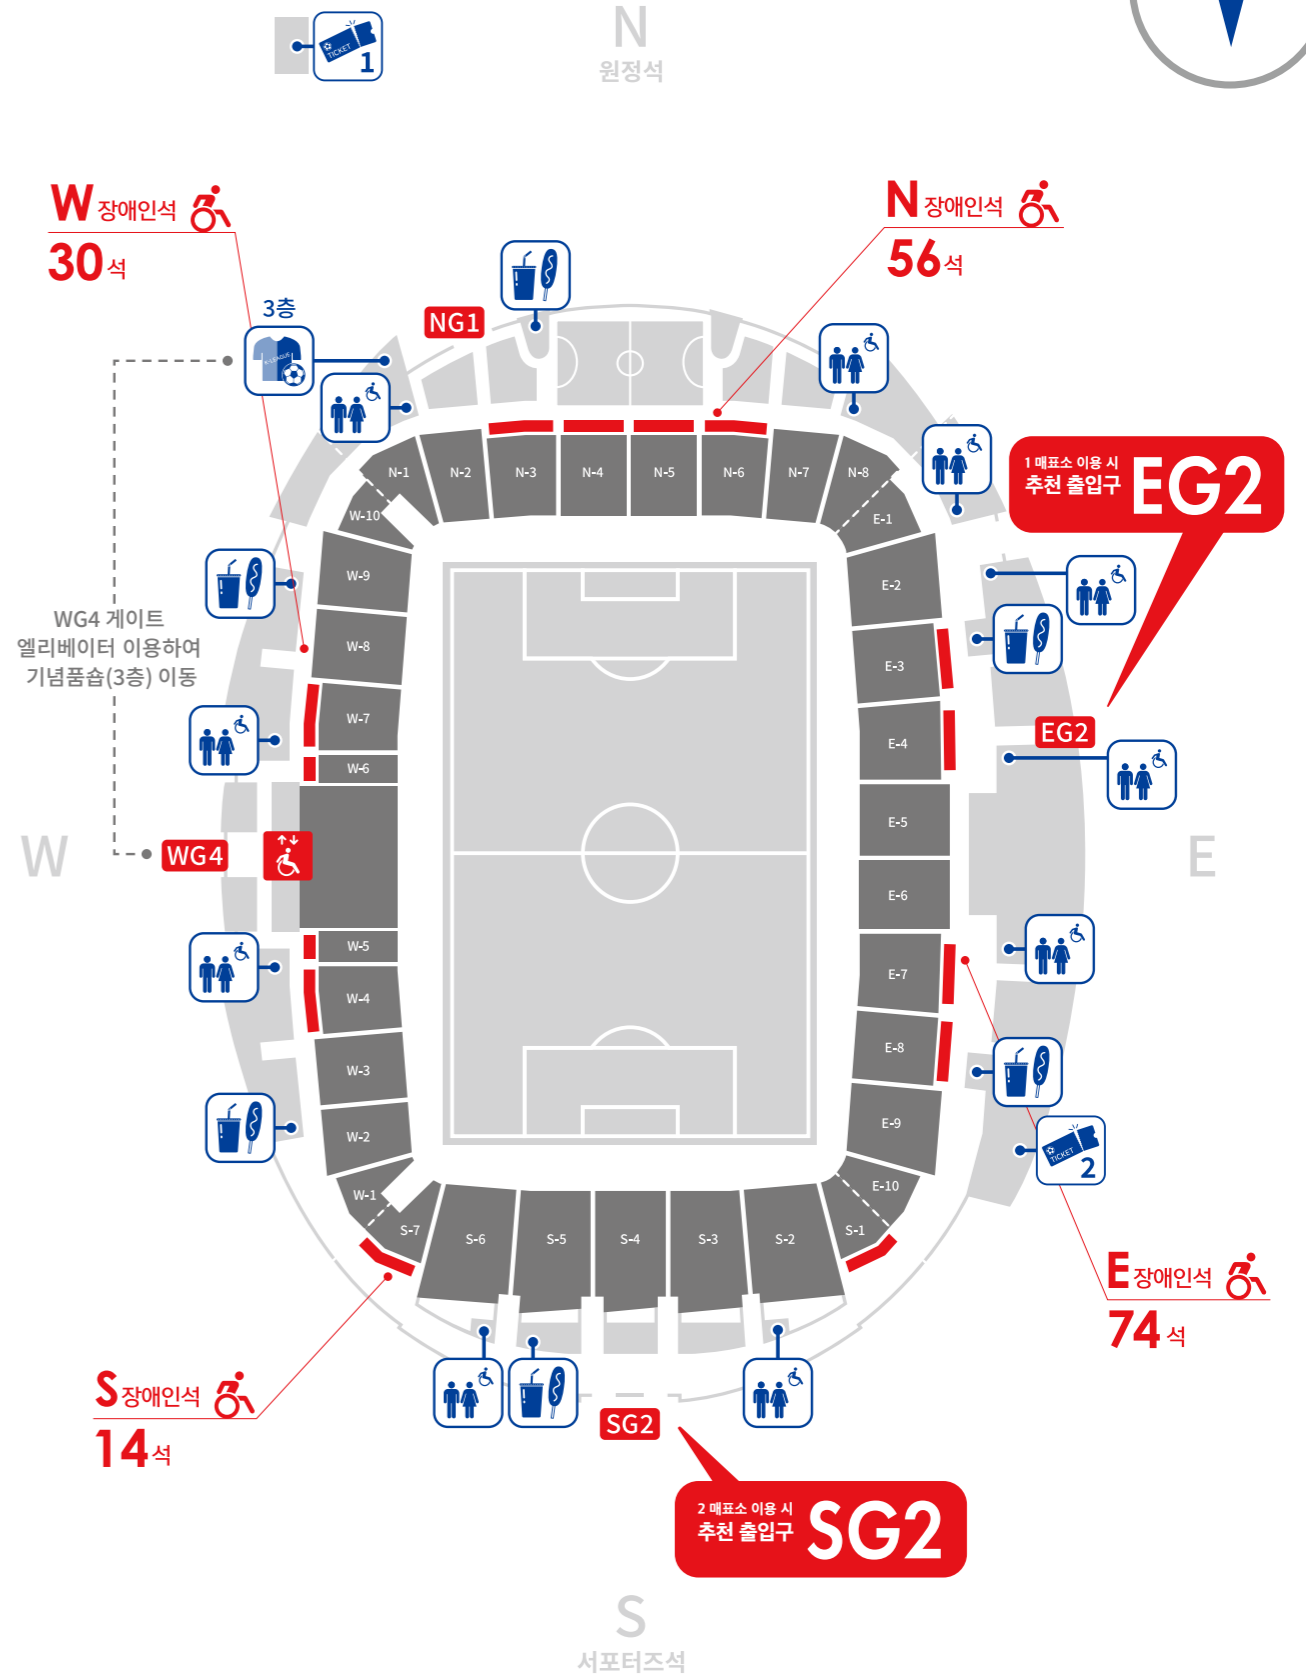 TICKET
1
N
원정석
W 장애인석
30석
N 장애인석
56석
3층
K LEAGUE
NG1
1 매표소 이용 시
추천 출입구
EG2
N-1
N-2
N-3
N-4
N-5
N-6
N-7
N-8
W-10
E-1
W-9
E-2
WG4 게이트
엘리베이터 이용하여
기념품숍(3층) 이동
W-8
E-3
W-7
E-4
EG2
W-6
W
WG4
E-5
E
E-6
W-5
W-4
E-7
W-3
E-8
W-2
E-9
TICKET
2
W-1
E-10
S-7
S-6
S-5
S-4
S-3
S-2
S-1
E 장애인석
74 석
S 장애인석
14석
SG2
2 매표소 이용 시
추천 출입구
SG2
S
서포터즈석